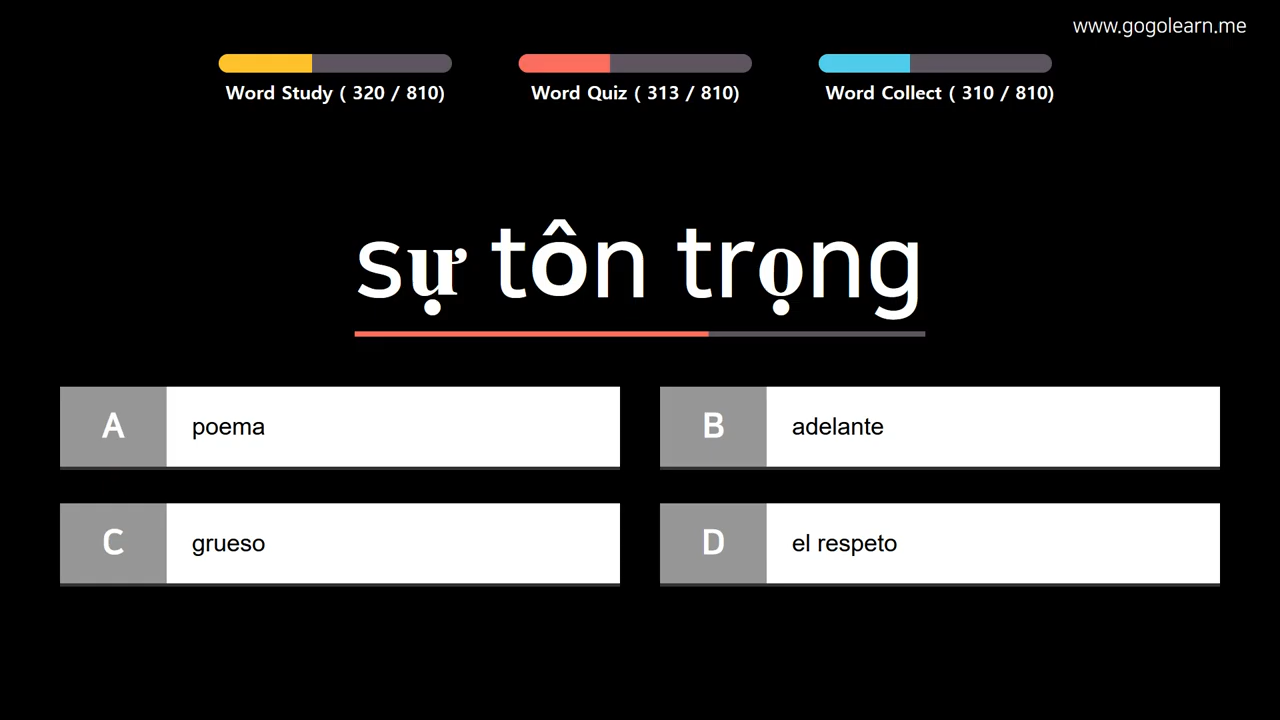 www.gogolearn.me
Word Study ( 320 / 810)
Word Quiz ( 313 / 810)
Word Collect ( 310 / 810)
sự tôn trọng
A poema
B adelante
C grueso
D el respeto